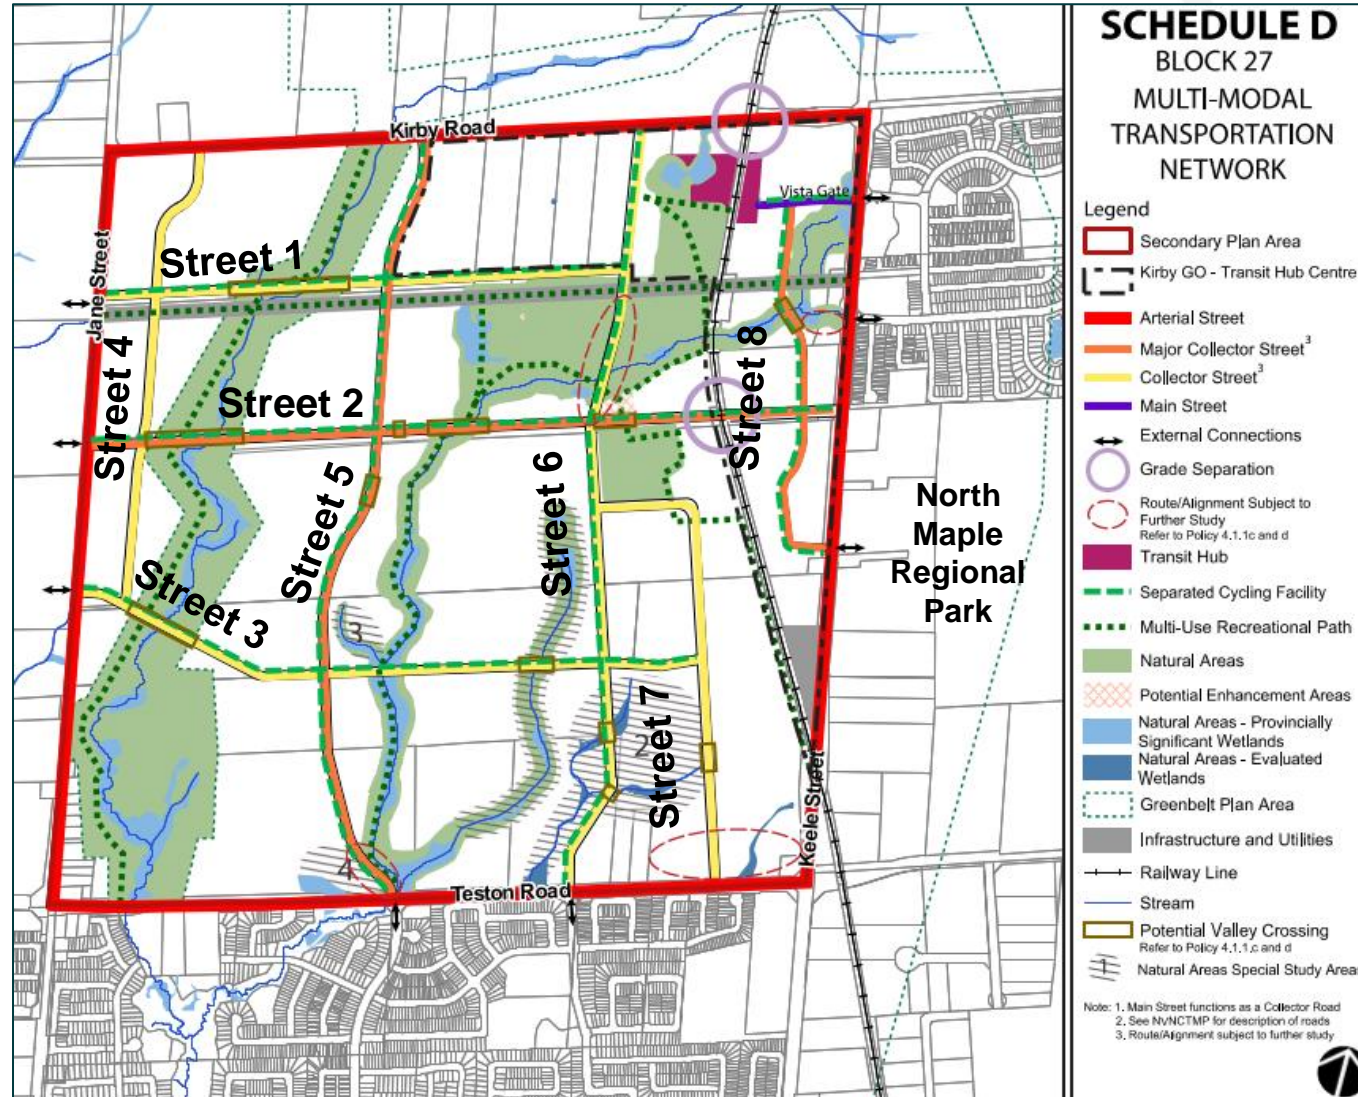 Kirby Road
Vista Gate
Street 1
Jane Street
Street 4
Street 2
Street 8
Street 5
Street 6
Street 3
North
Maple
Regional
Park
3
2
Street 7
4
Keele Street
Teston Road
SCHEDULE D
BLOCK 27
MULTI-MODAL
TRANSPORTATION
NETWORK
Legend
Secondary Plan Area
Kirby GO - Transit Hub Centre
Arterial Street
Major Collector Street3
Collector Street3
Main Street
External Connections
Grade Separation
Route/Alignment Subject to
Further Study
Refer to Policy 4.1.1c and d
Transit Hub
Separated Cycling Facility
Multi-Use Recreational Path
Natural Areas
Potential Enhancement Areas
Natural Areas - Provincially
Significant Wetlands
Natural Areas - Evaluated
Wetlands
Greenbelt Plan Area
Infrastructure and Utilities
Railway Line
Stream
Potential Valley Crossing
Refer to Policy 4.1.1,c and d
1
Natural Areas Special Study Areas
Note: 1. Main Street functions as a Collector Road
2. See NVNCTMP for description of roads
3. Route/Alignment subject to further study